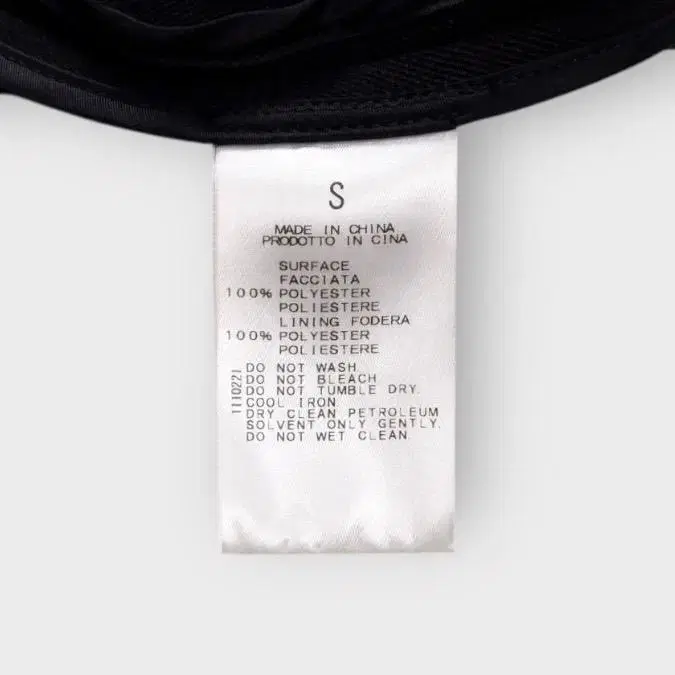 S
MADE IN CHINA
PRODOTTO IN CINA
SURFACE
FACCIATA
100% POLYESTER
POLIESTERE
LINING FODERA
100% POLYESTER
POLIESTERE
DO NOT WASH
DO NOT BLEACH
DO NOT TUMBLE DRY.
COOL IRON.
DRY CLEAN PETROLEUM
SOLVENT ONLY GENTLY.
DO NOT WET CLEAN.
1110221